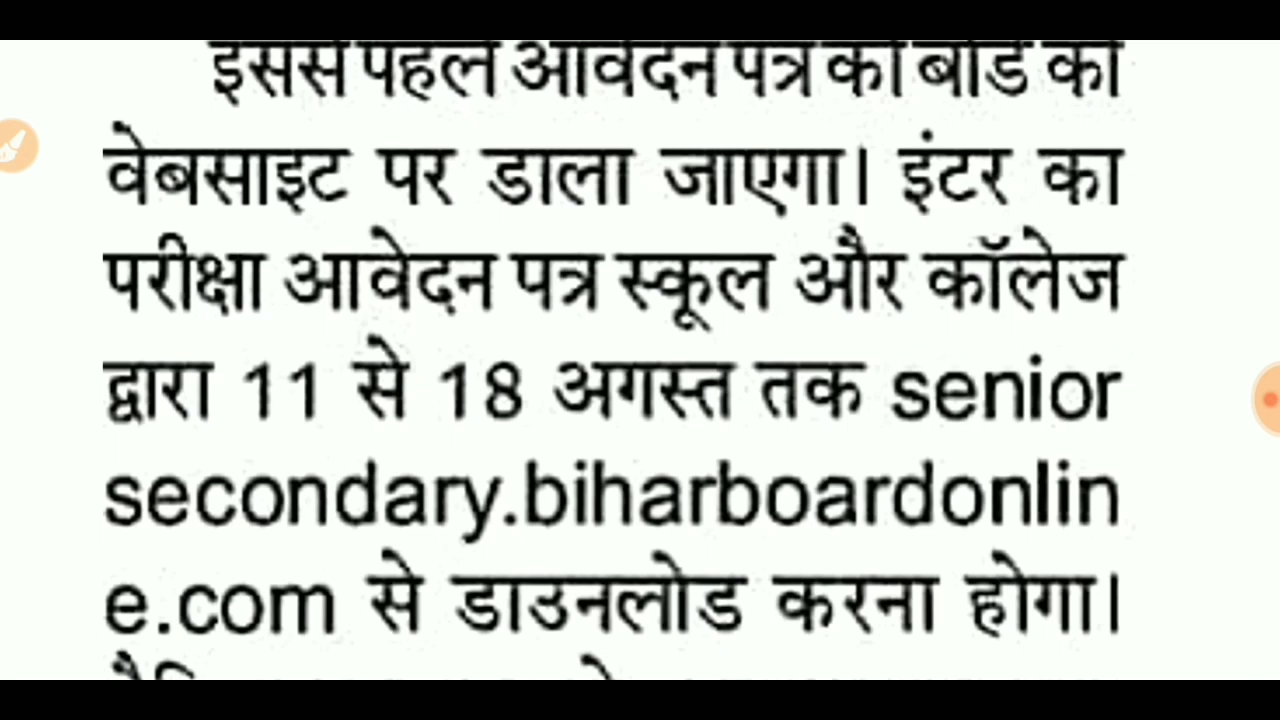 इससे पहले आवेदन पत्र को बोर्ड की
वेबसाइट पर डाला जाएगा। इंटर का
परीक्षा आवेदन पत्र स्कूल और कॉलेज
द्वारा 11 से 18 अगस्त तक senior
secondary.biharboardonlin
e.com से डाउनलोड करना होगा।